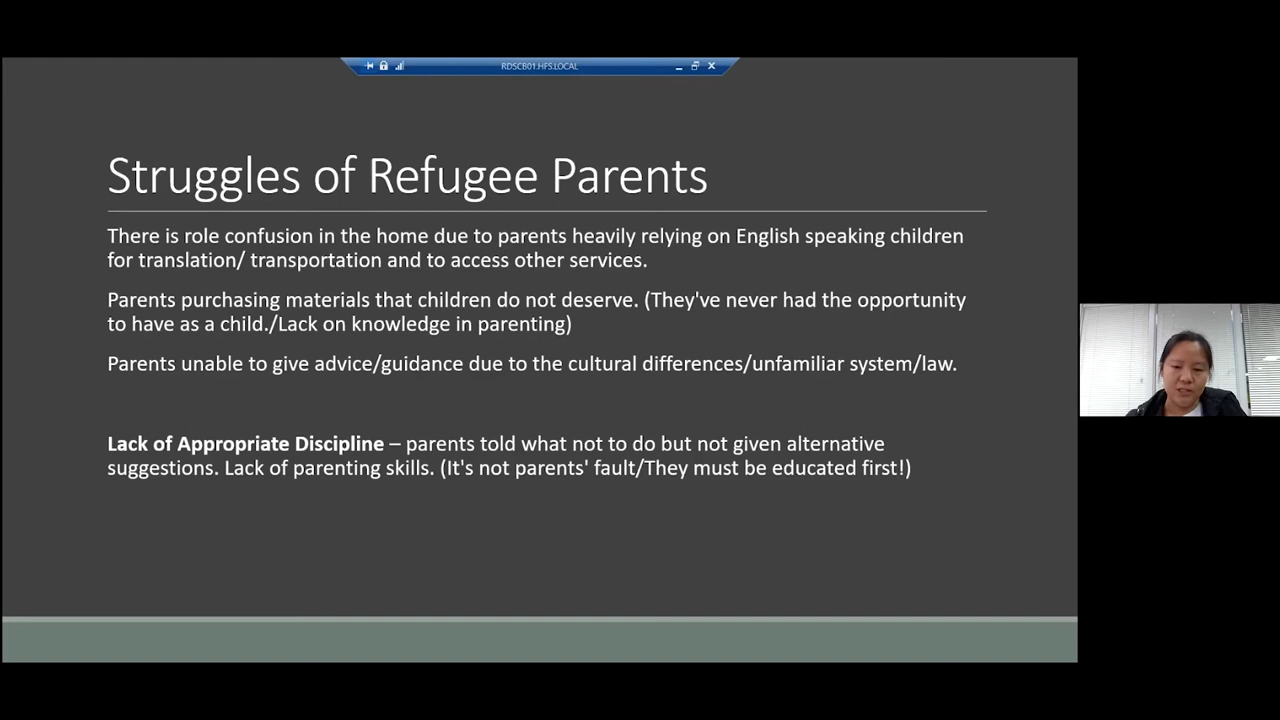 RDSCB01.HFS.LOCAL
Struggles of Refugee Parents
There is role confusion in the home due to parents heavily relying on English speaking children
for translation/ transportation and to access other services.
Parents purchasing materials that children do not deserve. (They've never had the opportunity
to have as a child./Lack on knowledge in parenting)
Parents unable to give advice/guidance due to the cultural differences/unfamiliar system/law.
Lack of Appropriate Discipline – parents told what not to do but not given alternative
suggestions. Lack of parenting skills. (It's not parents' fault/They must be educated first!)